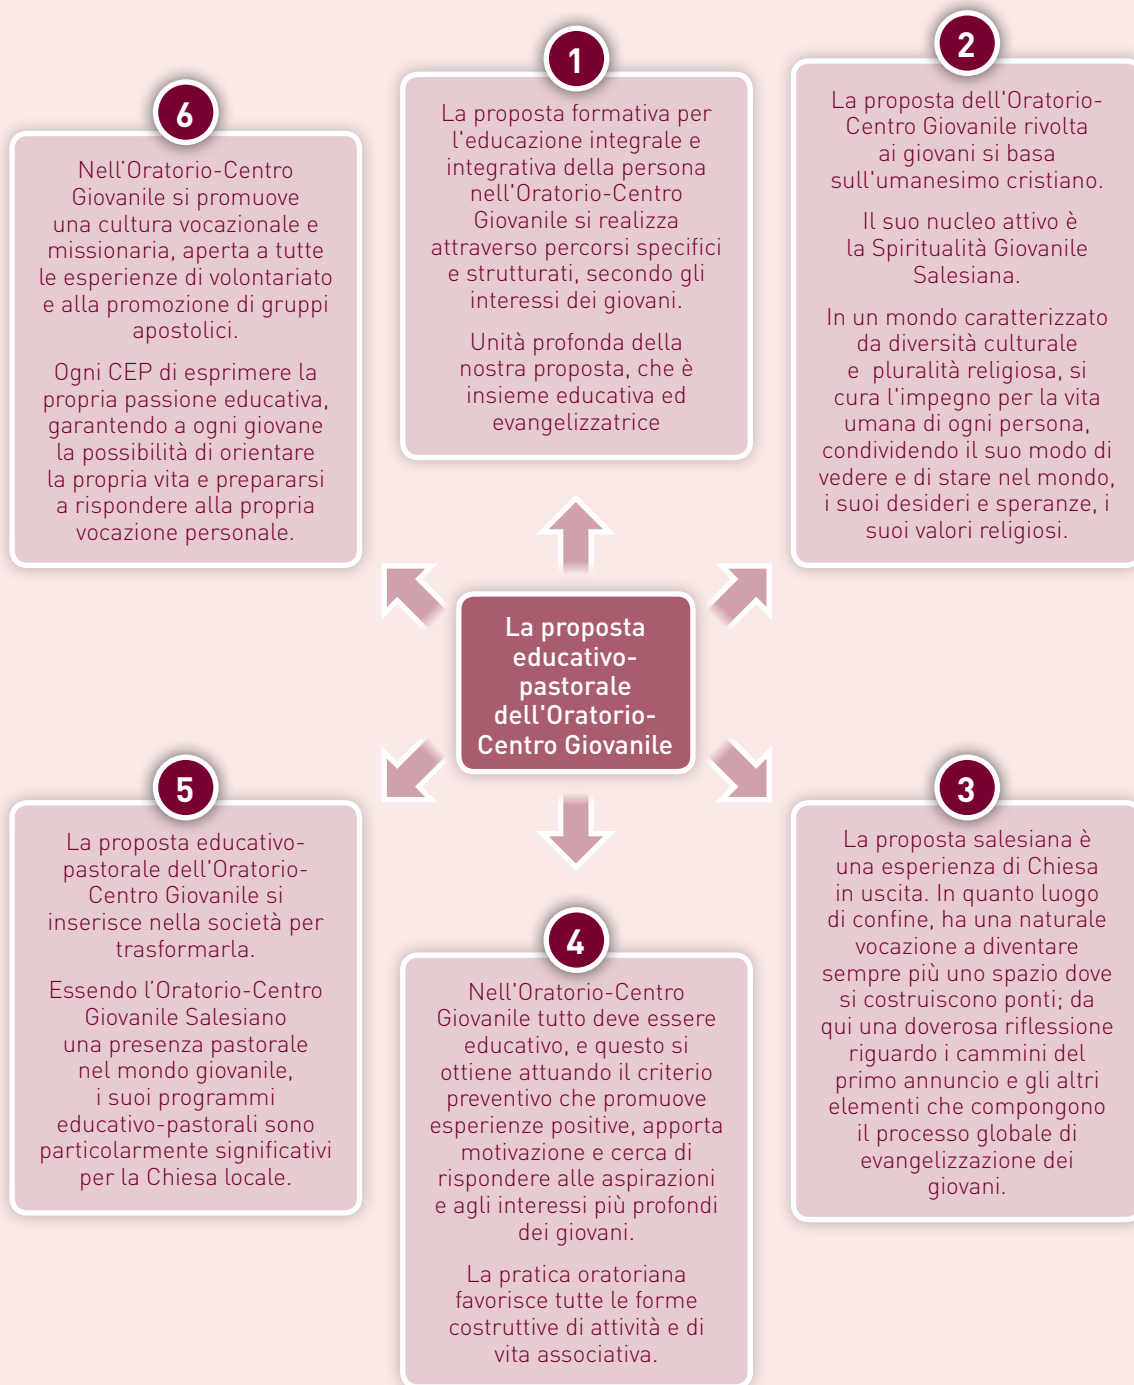 1
La proposta formativa per
l'educazione integrale e
integrativa della persona
nell'Oratorio-Centro
Giovanile si realizza
attraverso percorsi specifici
e strutturati, secondo gli
interessi dei giovani.
Unità profonda della
nostra proposta, che è
insieme educativa ed
evangelizzatrice
2
La proposta dell'Oratorio-
Centro Giovanile rivolta
ai giovani si basa
sull'umanesimo cristiano.
Il suo nucleo attivo è
la Spiritualità Giovanile
Salesiana.
In un mondo caratterizzato
da diversità culturale
e pluralità religiosa, si
cura l'impegno per la vita
umana di ogni persona,
condividendo il suo modo di
vedere e di stare nel mondo,
i suoi desideri e speranze, i
suoi valori religiosi.
6
Nell’Oratorio-Centro
Giovanile si promuove
una cultura vocazionale e
missionaria, aperta a tutte
le esperienze di volontariato
e alla promozione di gruppi
apostolici.
Ogni CEP di esprimere la
propria passione educativa,
garantendo a ogni giovane
la possibilità di orientare
la propria vita e prepararsi
a rispondere alla propria
vocazione personale.
La proposta
educativo-
pastorale
dell'Oratorio-
Centro Giovanile
5
La proposta educativo-
pastorale dell'Oratorio-
Centro Giovanile si
inserisce nella società per
trasformarla.
Essendo l’Oratorio-Centro
Giovanile Salesiano
una presenza pastorale
nel mondo giovanile,
i suoi programmi
educativo-pastorali sono
particolarmente significativi
per la Chiesa locale.
4
Nell'Oratorio-Centro
Giovanile tutto deve essere
educativo, e questo si
ottiene attuando il criterio
preventivo che promuove
esperienze positive, apporta
motivazione e cerca di
rispondere alle aspirazioni
e agli interessi più profondi
dei giovani.
La pratica oratoriana
favorisce tutte le forme
costruttive di attività e di
vita associativa.
3
La proposta salesiana è
una esperienza di Chiesa
in uscita. In quanto luogo
di confine, ha una naturale
vocazione a diventare
sempre più uno spazio dove
si costruiscono ponti; da
qui una doverosa riflessione
riguardo i cammini del
primo annuncio e gli altri
elementi che compongono
il processo globale di
evangelizzazione dei
giovani.